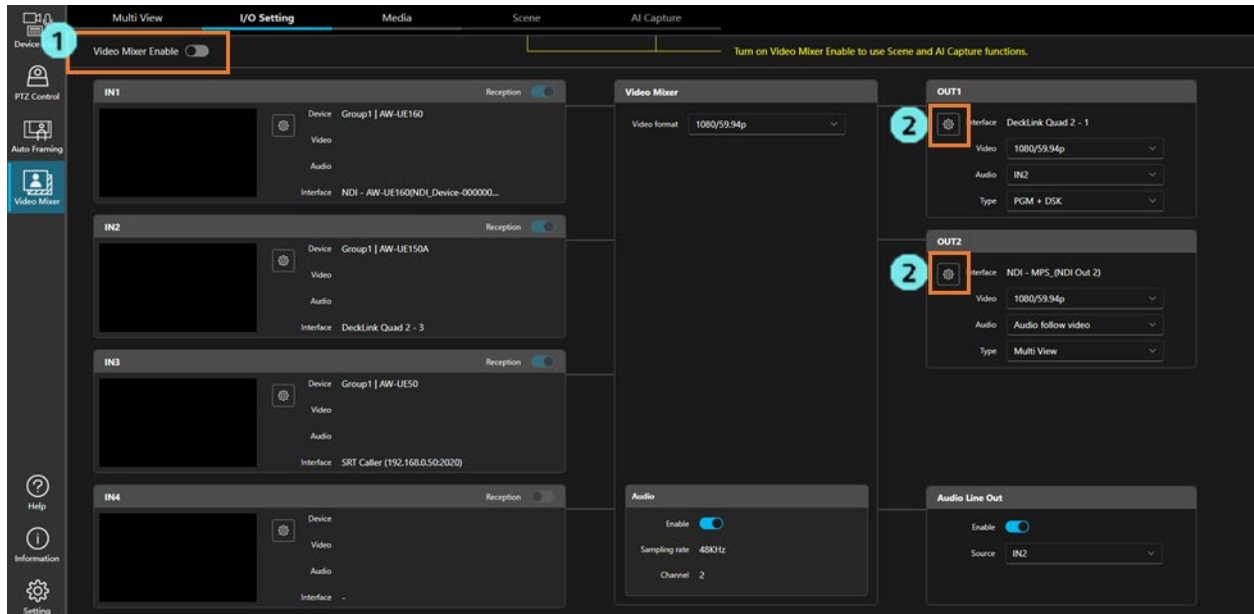 Multi View
I/O Setting
Media
Scene
AI Capture
Device
1
Video Mixer Enable
Turn on Video Mixer Enable to use Scene and AI Capture functions.
PTZ Control
Auto Framing
Video Mixer
Help
Information
Setting
IN1
Reception
Device Group1 | AW-UE160
Video
Audio
Interface NDI - AW-UE160(NDI_Device-000000...
IN2
Reception
Device Group1 | AW-UE150A
Video
Audio
Interface DeckLink Quad 2 - 3
IN3
Reception
Device Group1 | AW-UE50
Video
Audio
Interface SRT Caller (192.168.0.50:2020)
IN4
Reception
Device
Video
Audio
Interface -
Video Mixer
Video format 1080/59.94p
Audio
Enable
Sampling rate 48KHz
Channel 2
OUT1
2
Interface DeckLink Quad 2 - 1
Video 1080/59.94p
Audio IN2
Type PGM + DSK
OUT2
2
Interface NDI - MPS_(NDI Out 2)
Video 1080/59.94p
Audio Audio follow video
Type Multi View
Audio Line Out
Enable
Source IN2